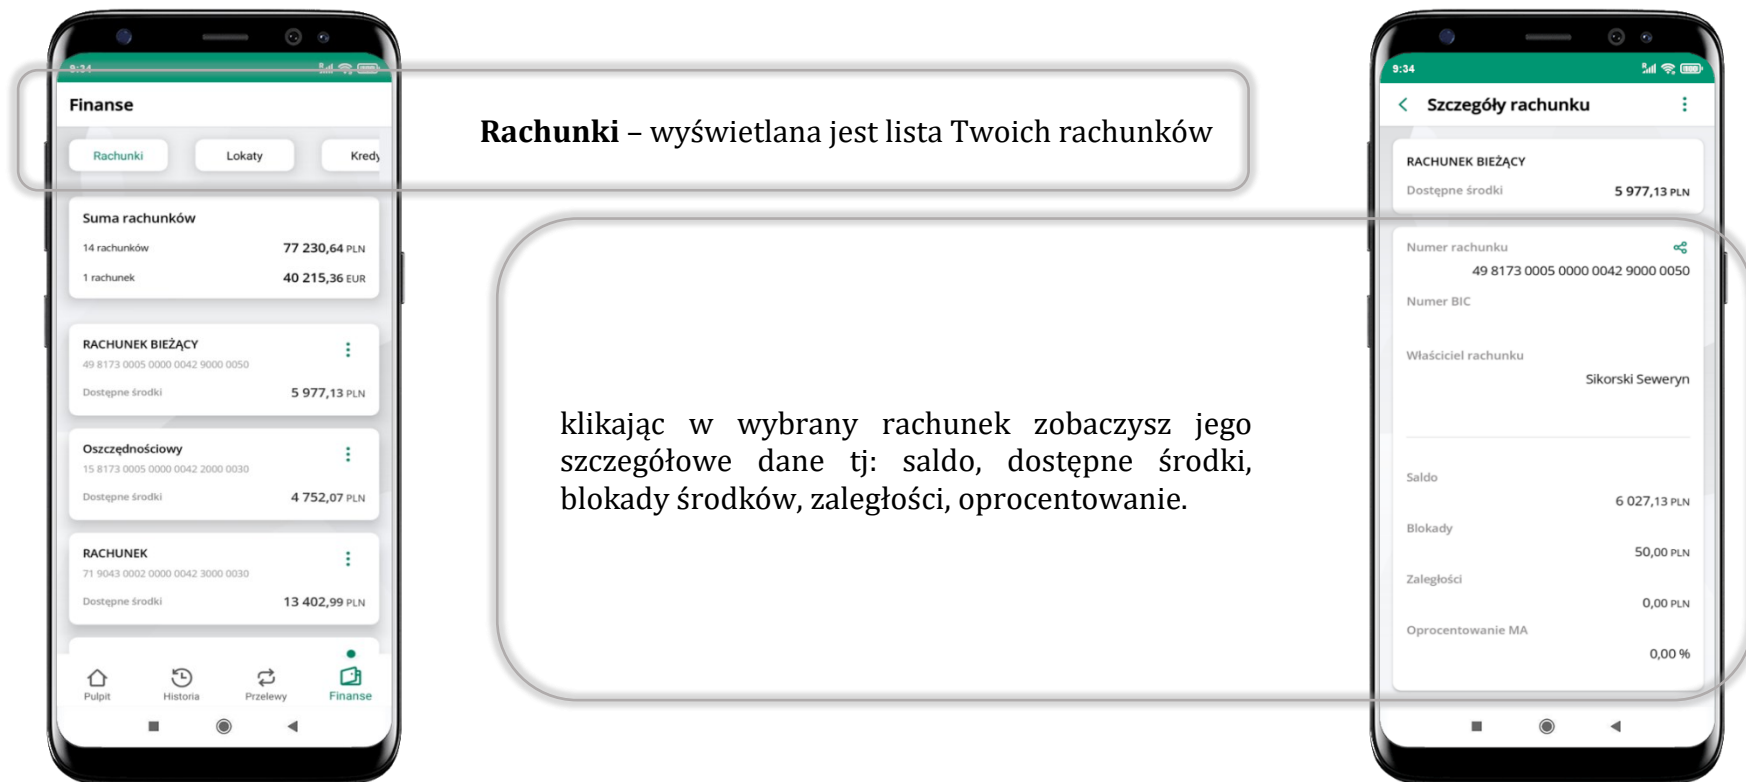 9:34
Finanse
Rachunki
Lokaty
Kredy
Suma rachunków
14 rachunków 77 230,64 PLN
1 rachunek 40 215,36 EUR
RACHUNEK BIEŻĄCY
49 8173 0005 0000 0042 9000 0050
Dostępne środki 5 977,13 PLN
Oszczędnościowy
15 8173 0005 0000 0042 2000 0030
Dostępne środki 4 752,07 PLN
RACHUNEK
71 9043 0002 0000 0042 3000 0030
Dostępne środki 13 402,99 PLN
Pulpit Historia Przelewy Finanse
Rachunki – wyświetlana jest lista Twoich rachunków
klikając w wybrany rachunek zobaczysz jego
szczegółowe dane tj: saldo, dostępne środki,
blokady środków, zaległości, oprocentowanie.
9:34
Szczegóły rachunku
RACHUNEK BIEŻĄCY
Dostępne środki 5 977,13 PLN
Numer rachunku
49 8173 0005 0000 0042 9000 0050
Numer BIC
Właściciel rachunku
Sikorski Seweryn
Saldo
6 027,13 PLN
Blokady
50,00 PLN
Zaległości
0,00 PLN
Oprocentowanie MA
0,00 %